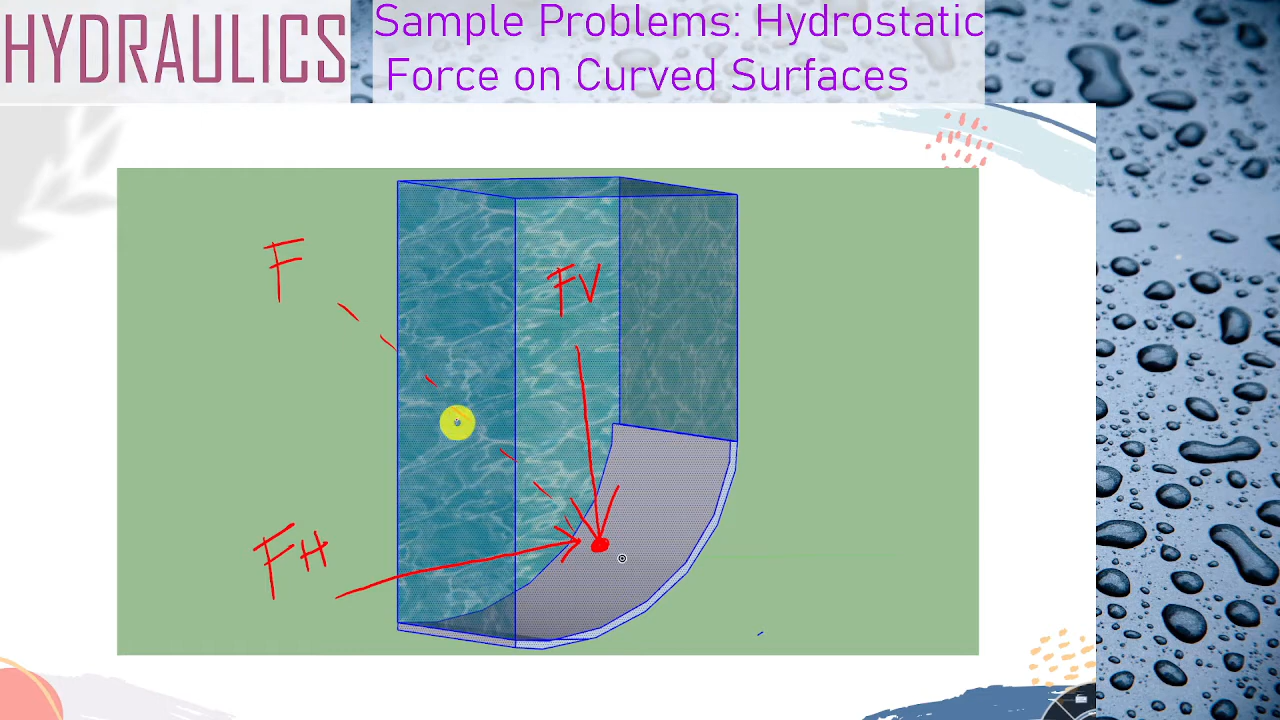 HYDRAULICS
Sample Problems: Hydrostatic
Force on Curved Surfaces
F
FV
FH